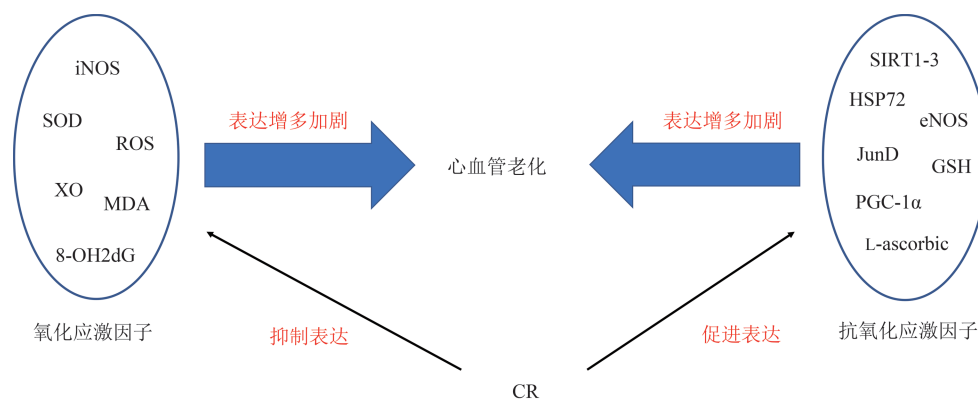 iNOS
SOD
ROS
XO
MDA
8-OH2dG
氧化应激因子
表达增多加剧
心血管老化
表达增多加剧
SIRT1-3
HSP72
eNOS
JunD
GSH
PGC-1α
L-ascorbic
抗氧化应激因子
抑制表达
促进表达
CR